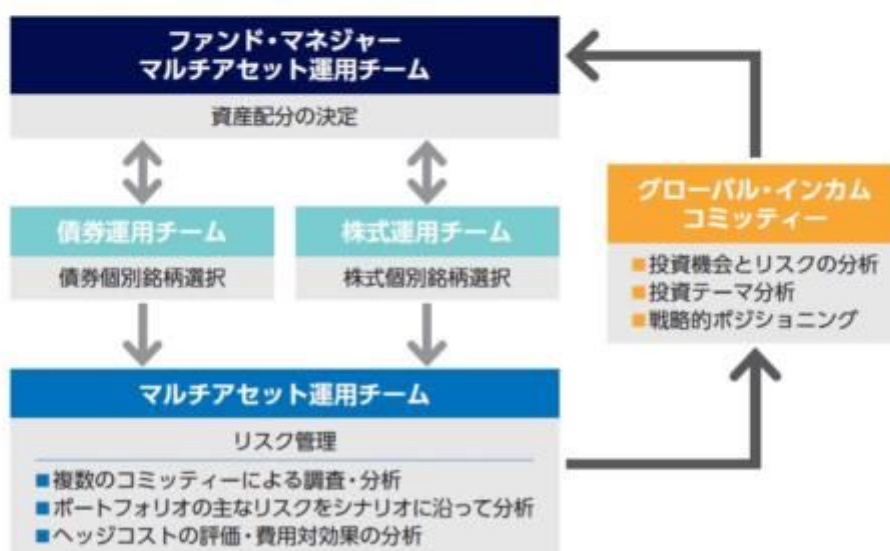 ファンド・マネジャー
マルチアセット運用チーム
資産配分の決定
債券運用チーム
債券個別銘柄選択
株式運用チーム
株式個別銘柄選択
グローバル・インカム
コミッティー
■投資機会とリスクの分析
■投資テーマ分析
■戦略的ポジショニング
マルチアセット運用チーム
リスク管理
■複数のコミッティーによる調査・分析
■ポートフォリオの主なリスクをシナリオに沿って分析
■ヘッジコストの評価・費用対効果の分析